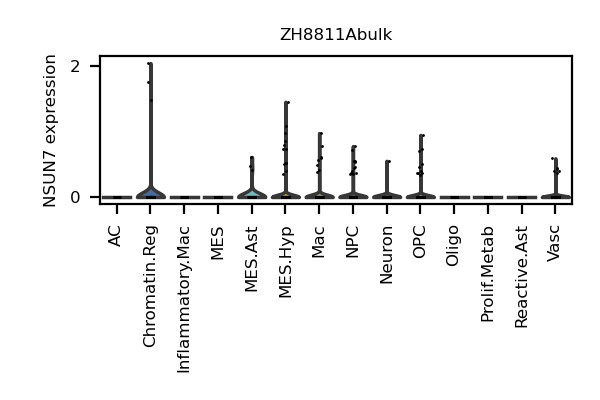 ZH8811Abulk
NSUN7 expression
2
0
AC
Chromatin.Reg
Inflammatory.Mac
MES
MES.Ast
MES.Hyp
Mac
NPC
Neuron
OPC
Oligo
Prolif.Metab
Reactive.Ast
Vasc